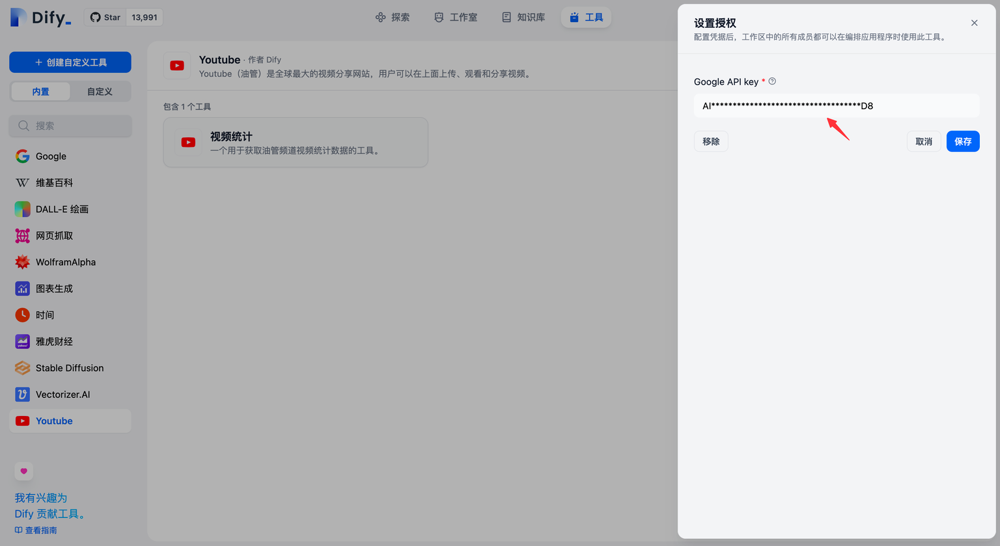 Dify_
Star 13,991
探索
工作室
知识库
工具
创建自定义工具
内置
自定义
搜索
Google
维基百科
DALL-E 绘画
网页抓取
WolframAlpha
图表生成
时间
雅虎财经
Stable Diffusion
Vectorizer.AI
Youtube
我有兴趣为
Dify 贡献工具。
查看指南
Youtube · 作者 Dify
Youtube（油管）是全球最大的视频分享网站，用户可以在上面上传、观看和分享视频。
包含 1 个工具
视频统计
一个用于获取油管频道视频统计数据的工具。
设置授权
配置凭据后，工作区中的所有成员都可以在编排应用程序时使用此工具。
Google API key *
AI***********************************D8
移除
取消
保存